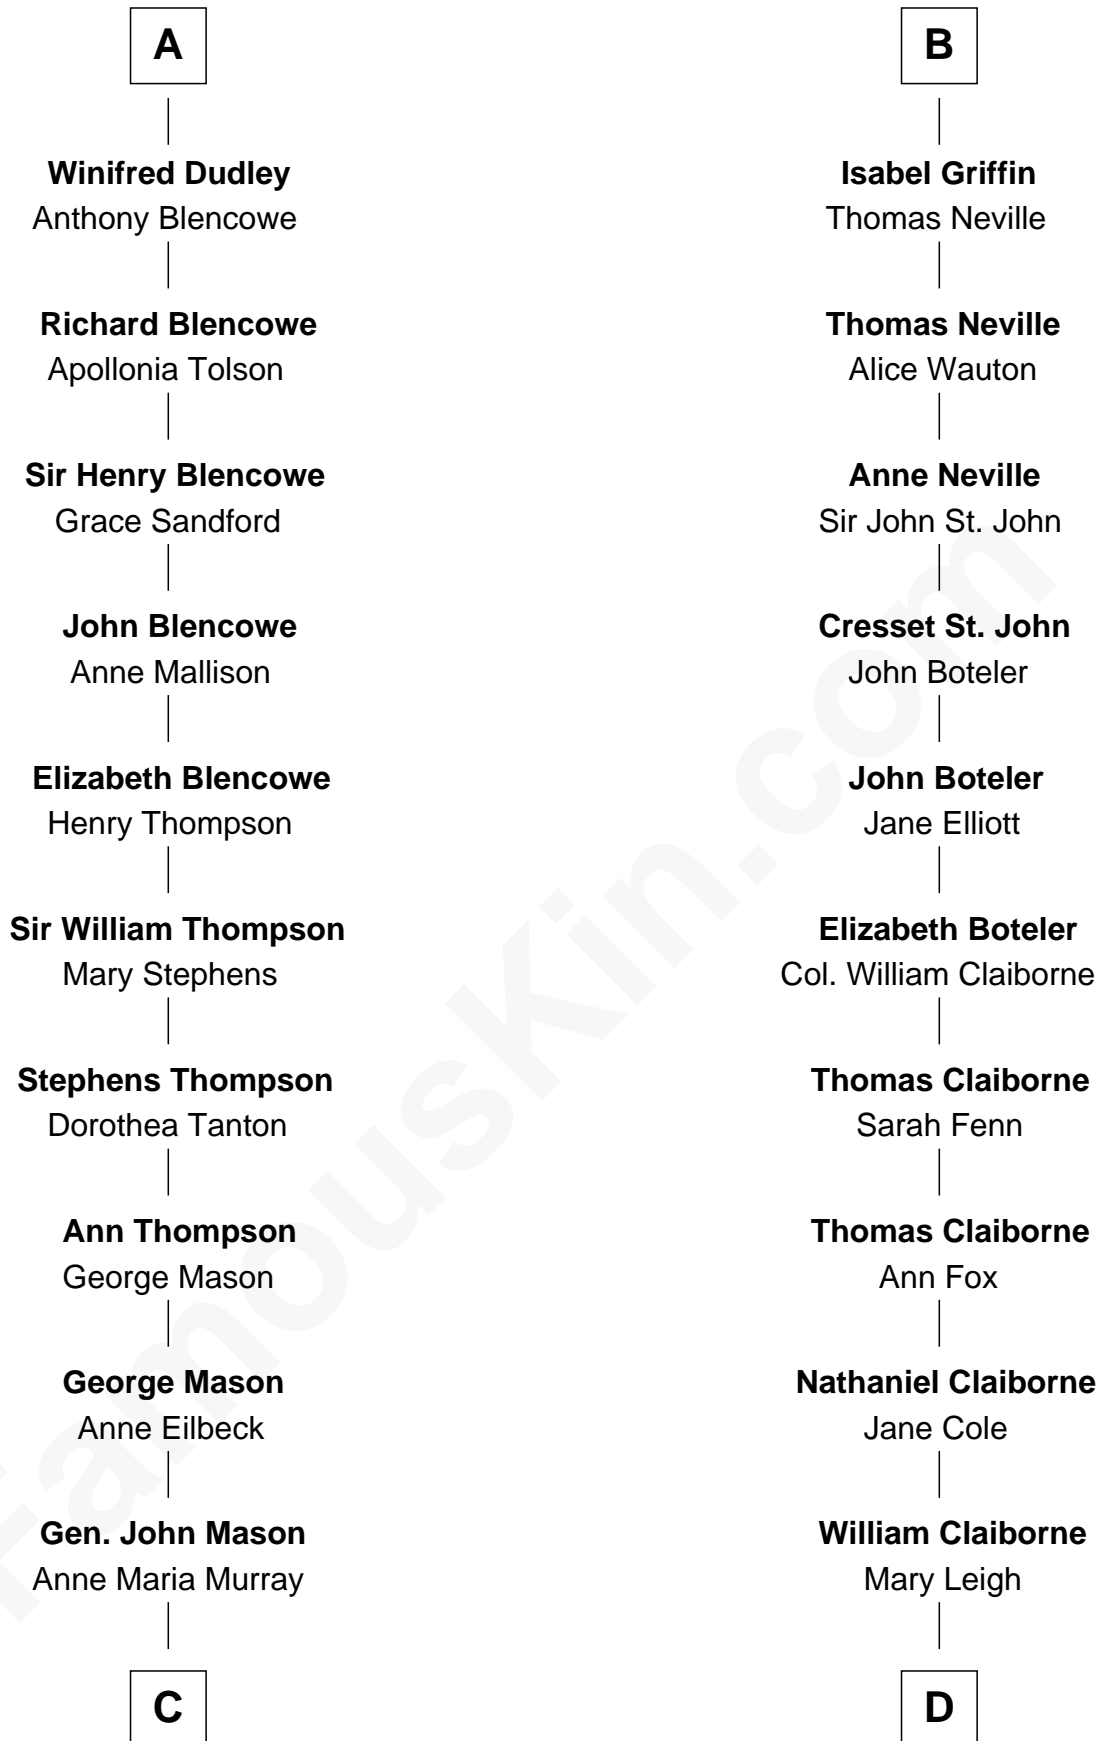 A
Winifred Dudley
Anthony Blencowe
Richard Blencowe
Apollonia Tolson
Sir Henry Blencowe
Grace Sandford
John Blencowe
Anne Mallison
Elizabeth Blencowe
Henry Thompson
Sir William Thompson
Mary Stephens
Stephens Thompson
Dorothea Tanton
Ann Thompson
George Mason
George Mason
Anne Eilbeck
Gen. John Mason
Anne Maria Murray
C
B
Isabel Griffin
Thomas Neville
Thomas Neville
Alice Wauton
Anne Neville
Sir John St. John
Cresset St. John
John Boteler
John Boteler
Jane Elliott
Elizabeth Boteler
Col. William Claiborne
Thomas Claiborne
Sarah Fenn
Thomas Claiborne
Ann Fox
Nathaniel Claiborne
Jane Cole
William Claiborne
Mary Leigh
D
FamousKin.com